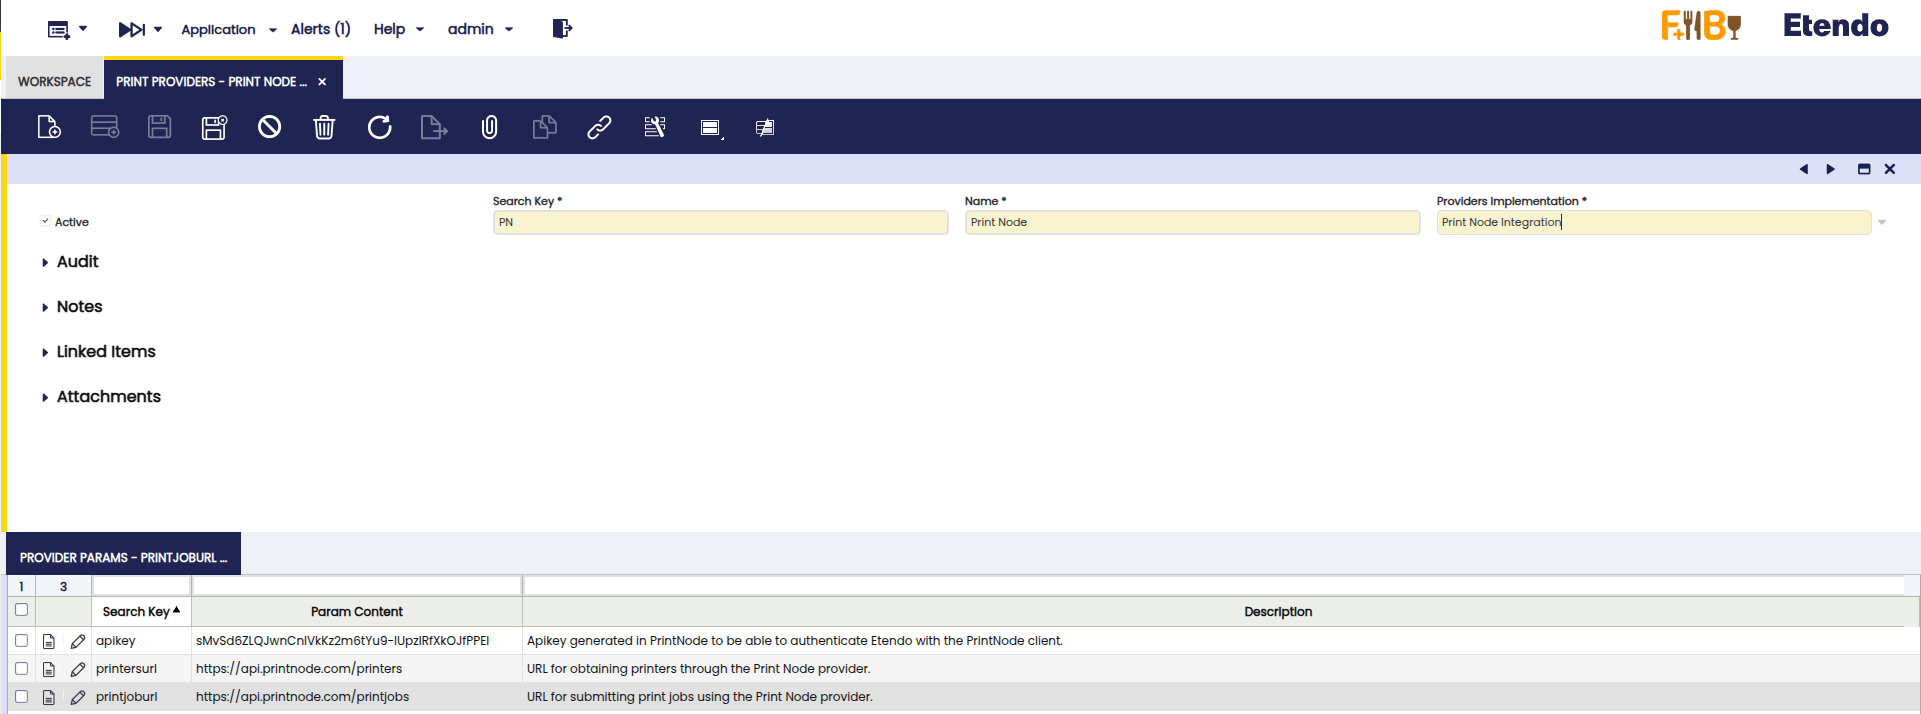 Application Alerts (1) Help admin
F+B Etendo
WORKSPACE PRINT PROVIDERS - PRINT NODE ...
Active
Search Key * Name * Providers Implementation *
PN Print Node Print Node Integration
Audit
Notes
Linked Items
Attachments
PROVIDER PARAMS - PRINTJOBURL ...
1 3
Search Key Param Content Description
apikey sMvSd6ZLQJwnCnlVkKz2m6tYu9-lUpzlRfXkOJfPPEI Apikey generated in PrintNode to be able to authenticate Etendo with the PrintNode client.
printersurl https://api.printnode.com/printers URL for obtaining printers through the Print Node provider.
printjoburl https://api.printnode.com/printjobs URL for submitting print jobs using the Print Node provider.